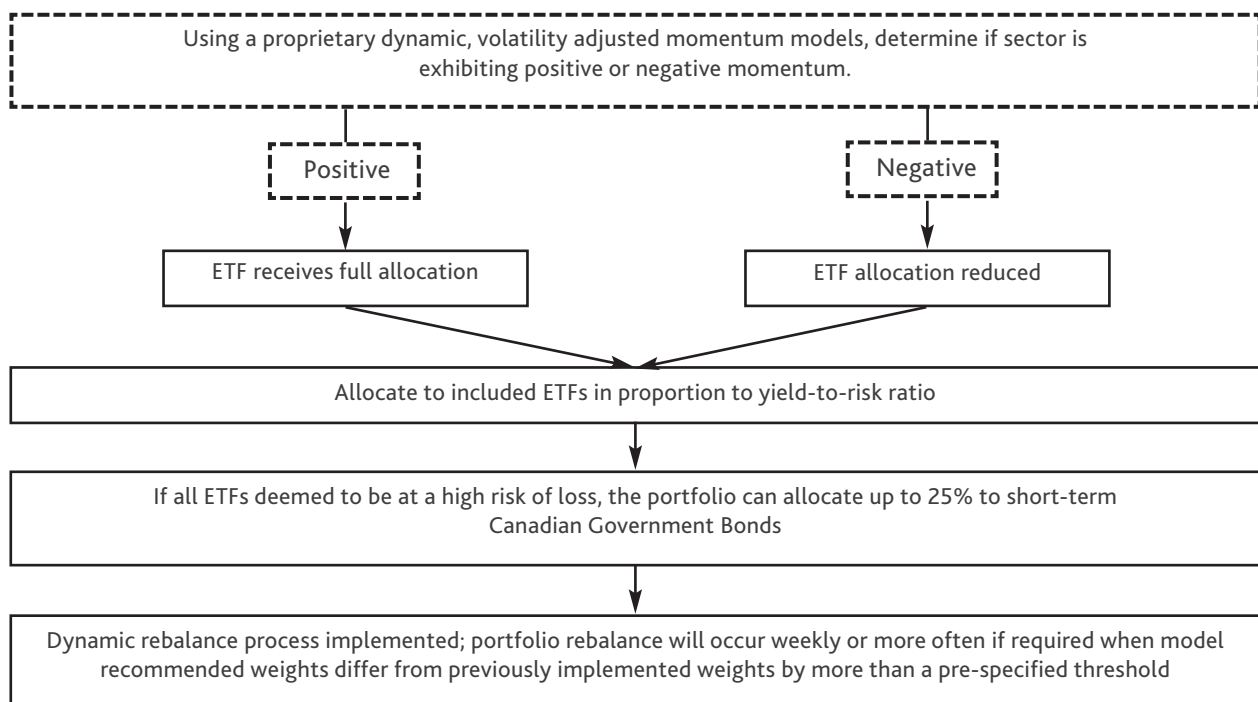 Using a proprietary dynamic, volatility adjusted momentum models, determine if sector is
exhibiting positive or negative momentum.
Positive
Negative
ETF receives full allocation
ETF allocation reduced
Allocate to included ETFs in proportion to yield-to-risk ratio
If all ETFs deemed to be at a high risk of loss, the portfolio can allocate up to 25% to short-term
Canadian Government Bonds
Dynamic rebalance process implemented; portfolio rebalance will occur weekly or more often if required when model
recommended weights differ from previously implemented weights by more than a pre-specified threshold